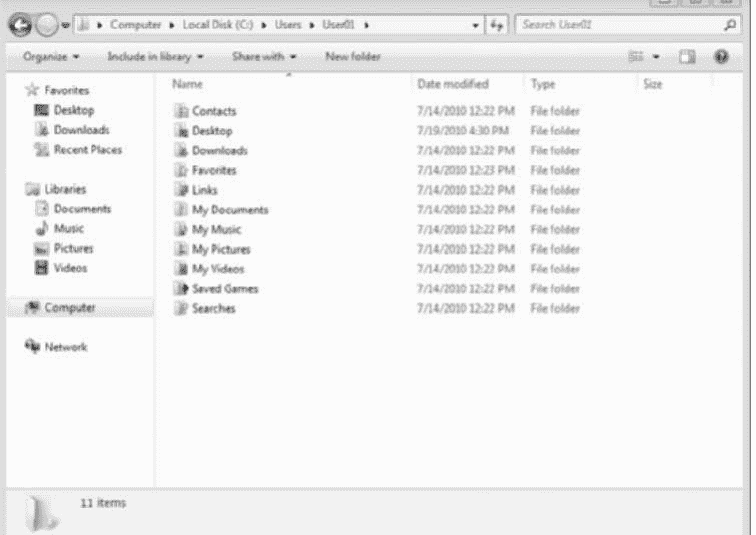 Computer ▸ Local Disk (C:) ▸ Users ▸ User01 ▸ Search User01
Organize Include in library Share with New folder
Favorites
Desktop
Downloads
Recent Places
Libraries
Documents
Music
Pictures
Videos
Computer
Network
Name Date modified Type Size
Contacts 7/14/2010 12:22 PM File folder
Desktop 7/19/2010 4:30 PM File folder
Downloads 7/14/2010 12:22 PM File folder
Favorites 7/14/2010 12:23 PM File folder
Links 7/14/2010 12:22 PM File folder
My Documents 7/14/2010 12:22 PM File folder
My Music 7/14/2010 12:22 PM File folder
My Pictures 7/14/2010 12:22 PM File folder
My Videos 7/14/2010 12:22 PM File folder
Saved Games 7/14/2010 12:22 PM File folder
Searches 7/14/2010 12:22 PM File folder
11 items